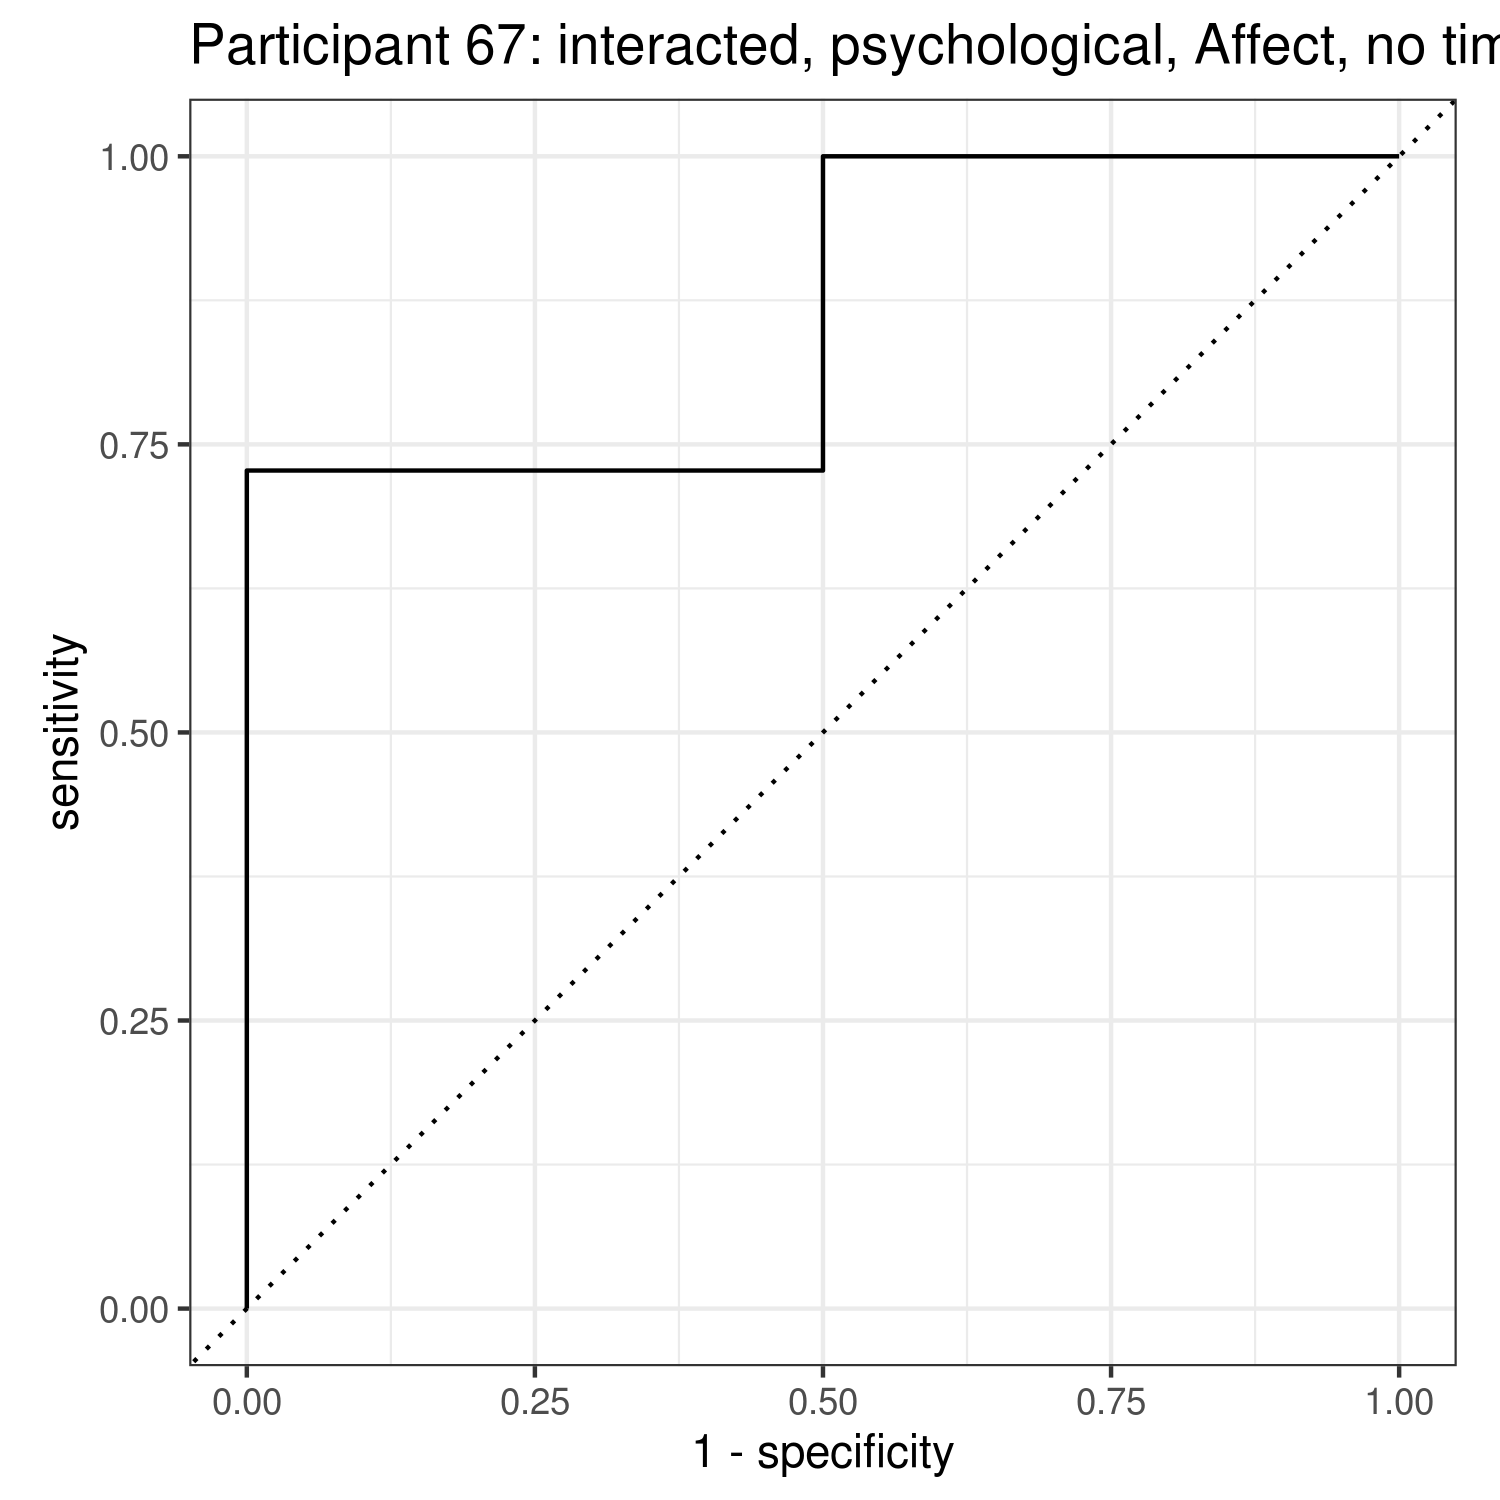 Participant 67: interacted, psychological, Affect, no tim
1.00
0.75
0.50
0.25
0.00
sensitivity
0.00 0.25 0.50 0.75 1.00
1 - specificity